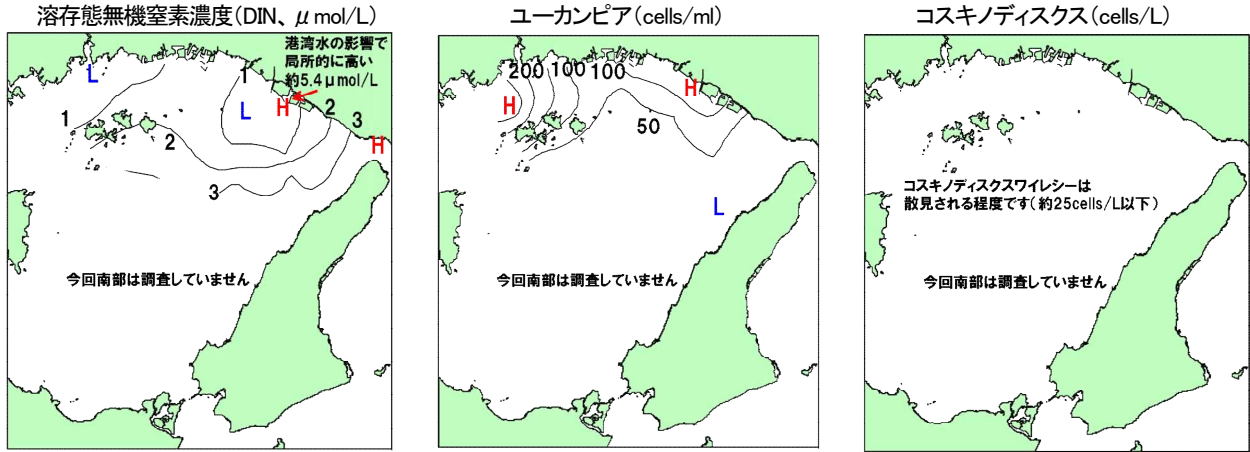 溶存態無機窒素濃度(DIN、μmol/L)
港湾水の影響で
局所的に高い
約5.4μmol/L
L
1
H
L
1
2
3
2
H
3
今回南部は調査していません
ユーカンピア(cells/ml)
200
100
100
H
H
50
L
今回南部は調査していません
コスキノディスクス(cells/L)
コスキノディスクスワイレシーは
散見される程度です(約25cells/L以下)
今回南部は調査していません